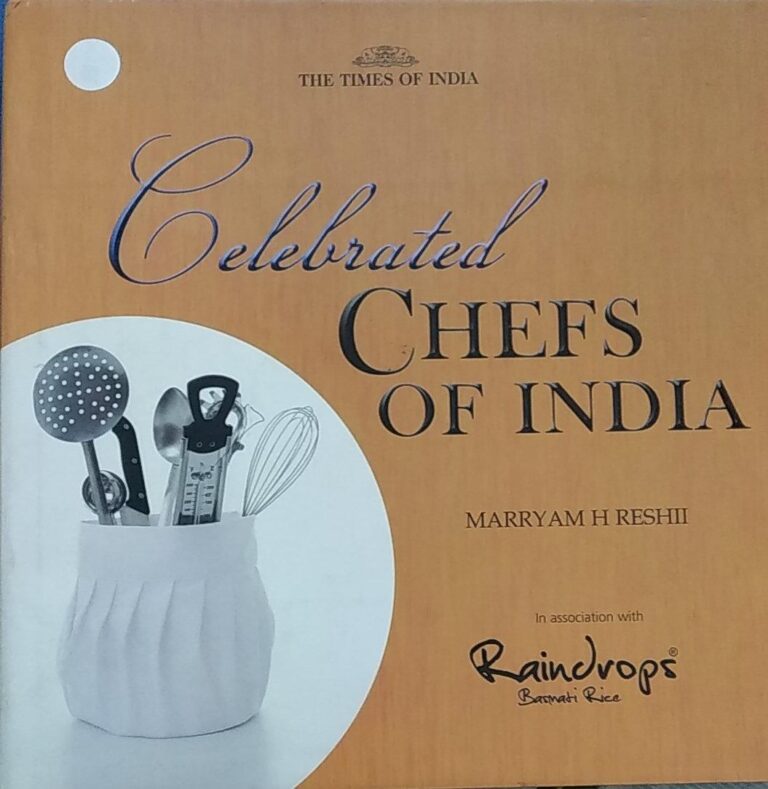 THE TIMES OF INDIA
Celebrated
CHEFS
OF INDIA
MARRYAM H RESHII
In association with
Raindrops®
Basmati Rice